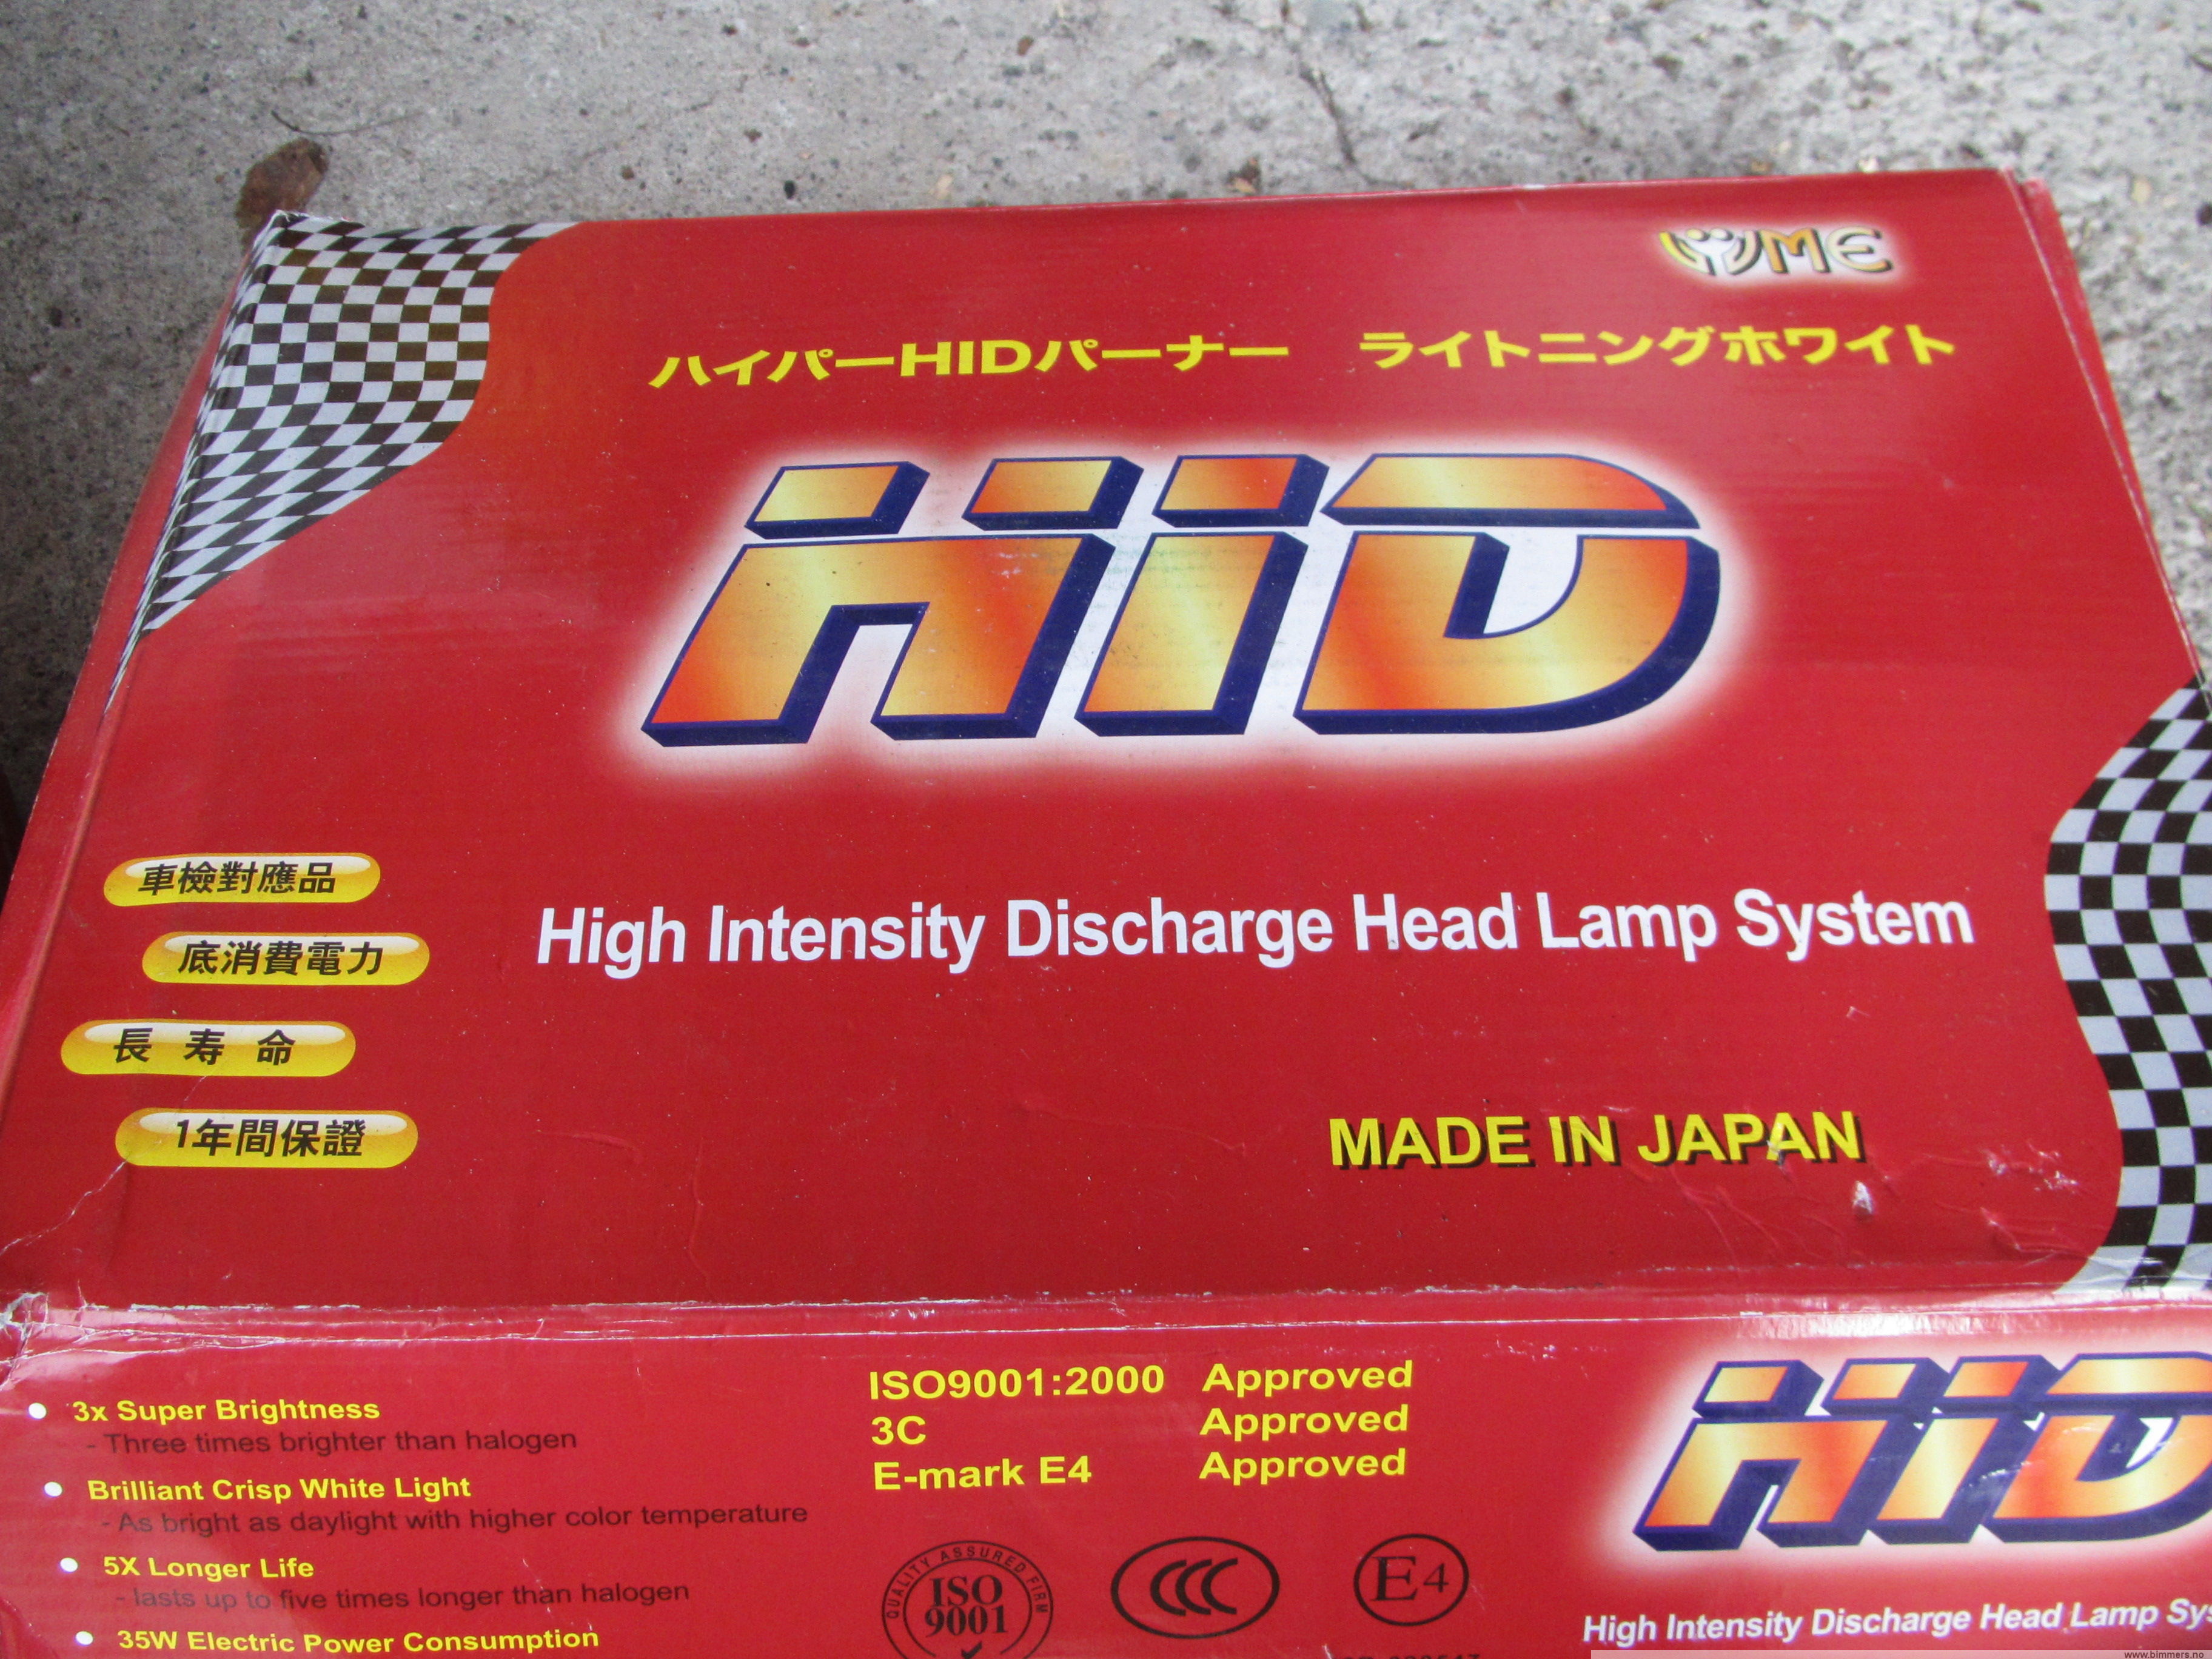 ME
ハイパーHIDパーナー ライトニングホワイト
HID
車檢對應品
底消費電力
長寿命
1年間保證
High Intensity Discharge Head Lamp System
MADE IN JAPAN
3x Super Brightness
- Three times brighter than halogen
Brilliant Crisp White Light
- As bright as daylight with higher color temperature
5X Longer Life
- lasts up to five times longer than halogen
35W Electric Power Consumption
ISO9001:2000 Approved
3C Approved
E-mark E4 Approved
QUALITY ASSURED FIRM
ISO
9001
CCC
E4
HID
High Intensity Discharge Head Lamp Sys
www.bimmers.no